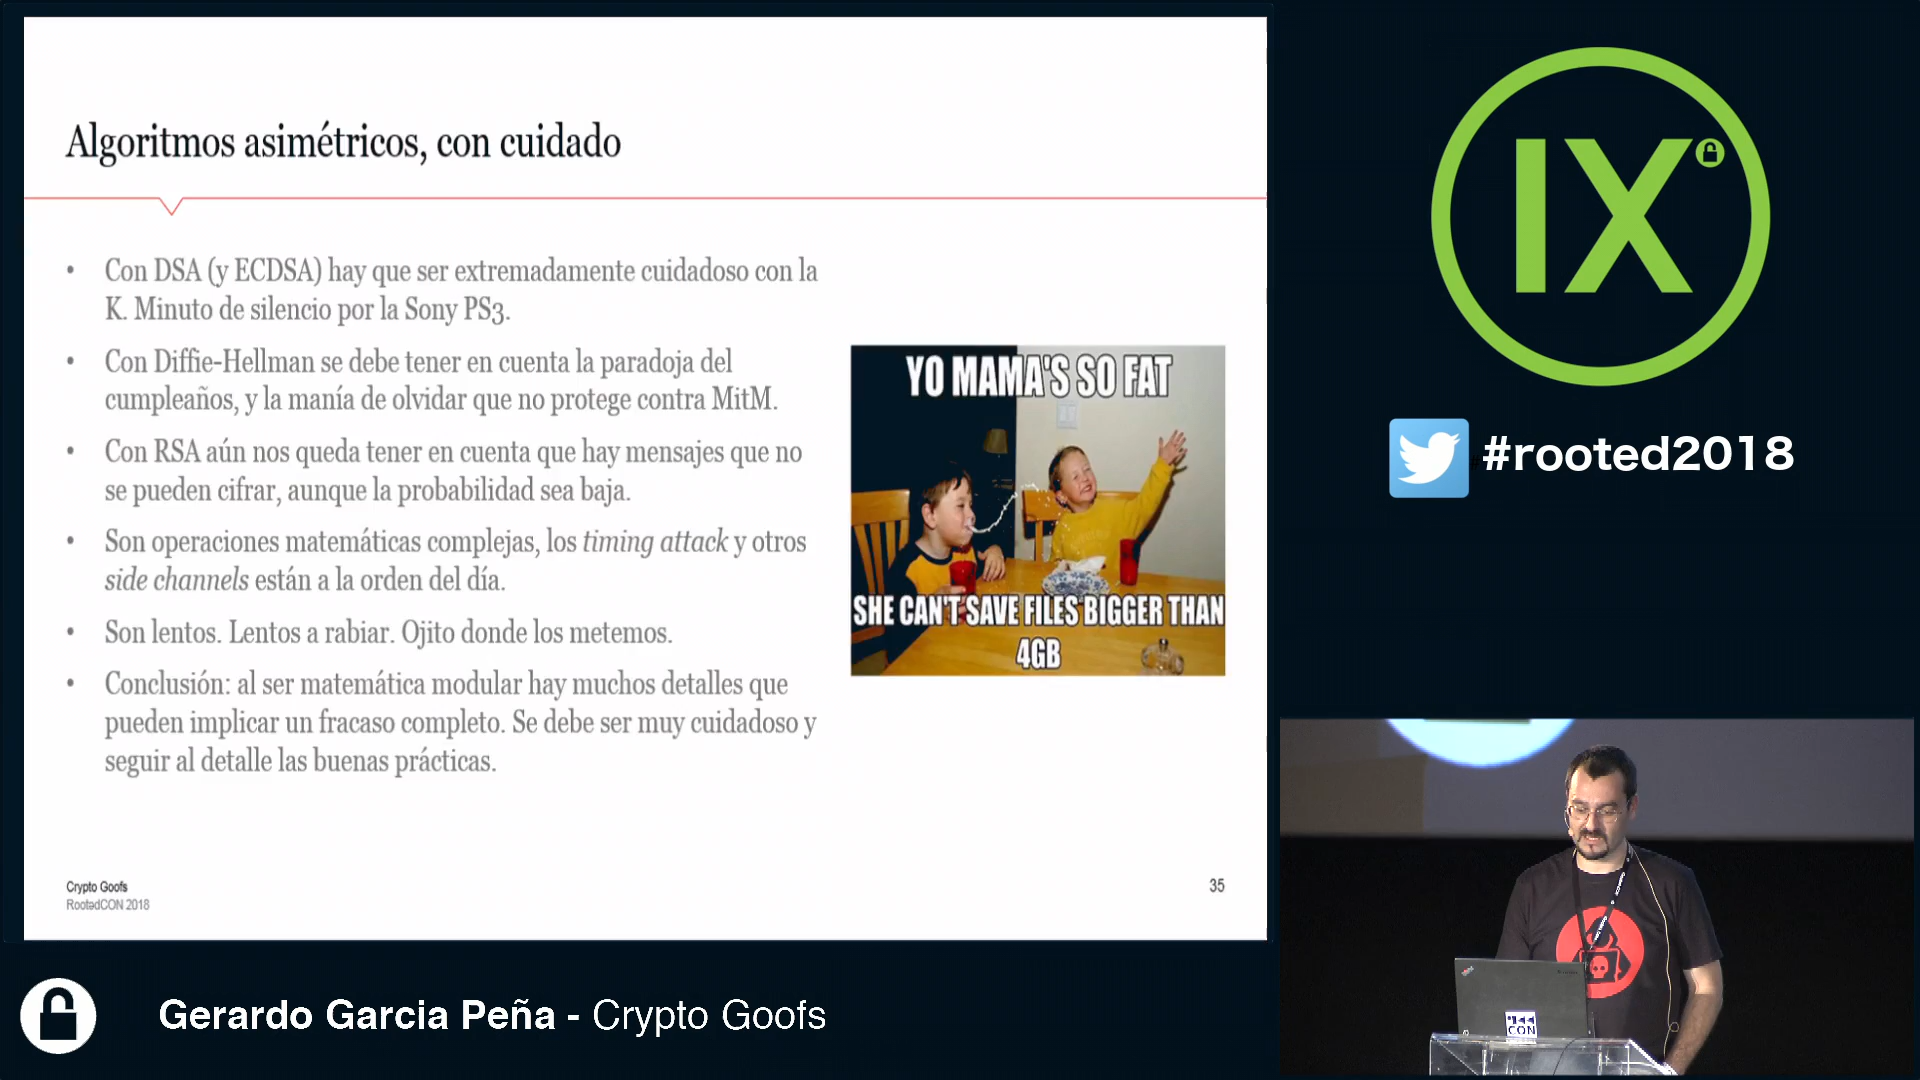 Algoritmos asimétricos, con cuidado
• Con DSA (y ECDSA) hay que ser extremadamente cuidadoso con la
K. Minuto de silencio por la Sony PS3.
• Con Diffie-Hellman se debe tener en cuenta la paradoja del
cumpleaños, y la manía de olvidar que no protege contra MitM.
• Con RSA aún nos queda tener en cuenta que hay mensajes que no
se pueden cifrar, aunque la probabilidad sea baja.
• Son operaciones matemáticas complejas, los timing attack y otros
side channels están a la orden del día.
• Son lentos. Lentos a rabiar. Ojito donde los metemos.
• Conclusión: al ser matemática modular hay muchos detalles que
pueden implicar un fracaso completo. Se debe ser muy cuidadoso y
seguir al detalle las buenas prácticas.
YO MAMA'S SO FAT
SHE CAN'T SAVE FILES BIGGER THAN
4GB
Crypto Goofs
RootedCON 2018
35
IX
#rooted2018
CON
Gerardo Garcia Peña - Crypto Goofs